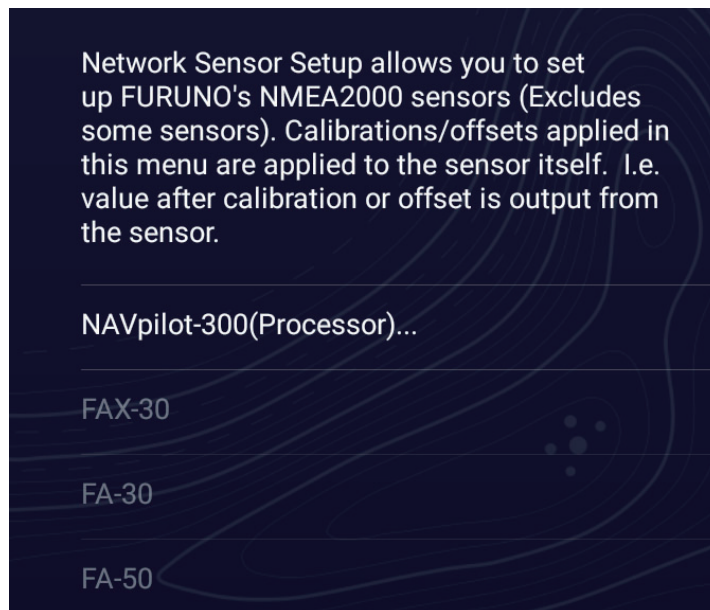 Network Sensor Setup allows you to set
up FURUNO's NMEA2000 sensors (Excludes
some sensors). Calibrations/offsets applied in
this menu are applied to the sensor itself.  I.e.
value after calibration or offset is output from
the sensor.
NAVpilot-300(Processor)...
FAX-30
FA-30
FA-50